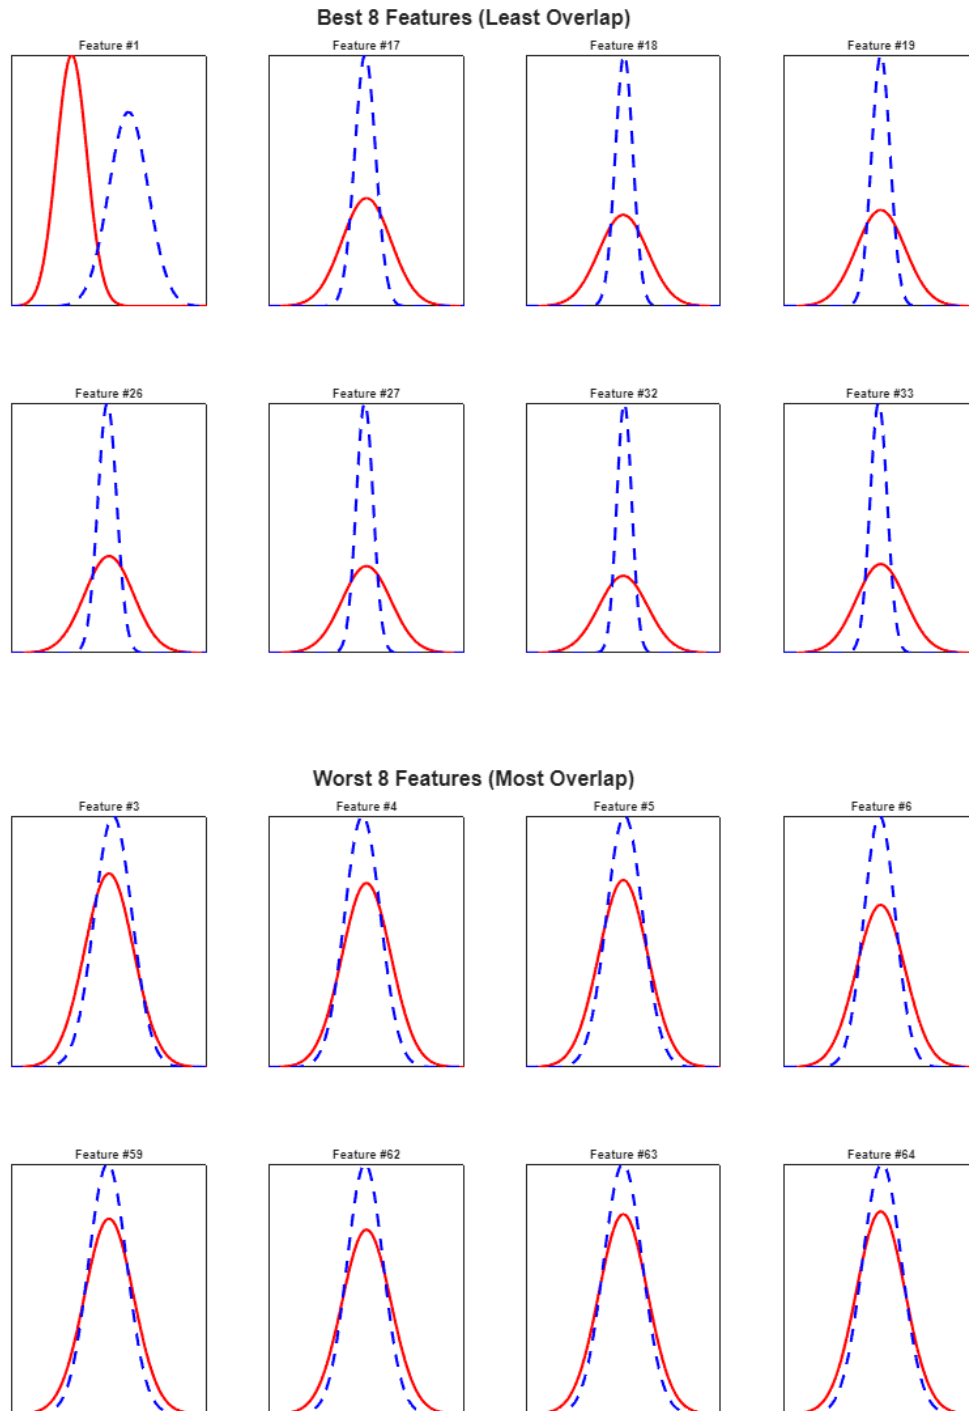 Best 8 Features (Least Overlap)
Feature #1
Feature #17
Feature #18
Feature #19
Feature #26
Feature #27
Feature #32
Feature #33
Worst 8 Features (Most Overlap)
Feature #3
Feature #4
Feature #5
Feature #6
Feature #59
Feature #62
Feature #63
Feature #64